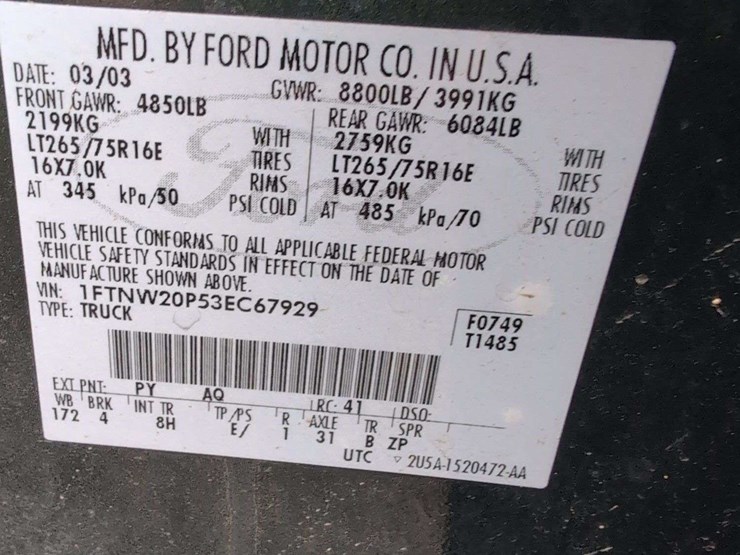 MFD. BY FORD MOTOR CO. IN U.S.A.
DATE: 03/03 GVWR: 8800LB/ 3991KG
FRONT GAWR: 4850LB REAR GAWR: 6084LB
2199KG WITH 2759KG WITH
LT265/75R16E TIRES LT265/75R16E TIRES
16X7.0K RIMS 16X7.0K RIMS
AT 345 kPa/50 PSI COLD AT 485 kPa/70 PSI COLD
THIS VEHICLE CONFORMS TO ALL APPLICABLE FEDERAL MOTOR
VEHICLE SAFETY STANDARDS IN EFFECT ON THE DATE OF
MANUFACTURE SHOWN ABOVE.
VIN: 1FTNW20P53EC67929 F0749
TYPE: TRUCK T1485
EXT PNT: PY AQ RC: 41 DSO:
WB BRK INT TR TP/PS R AXLE TR SPR
172 4 8H E/ 1 31 B ZP
UTC ▽ 2U5A-1520472-AA
Ford